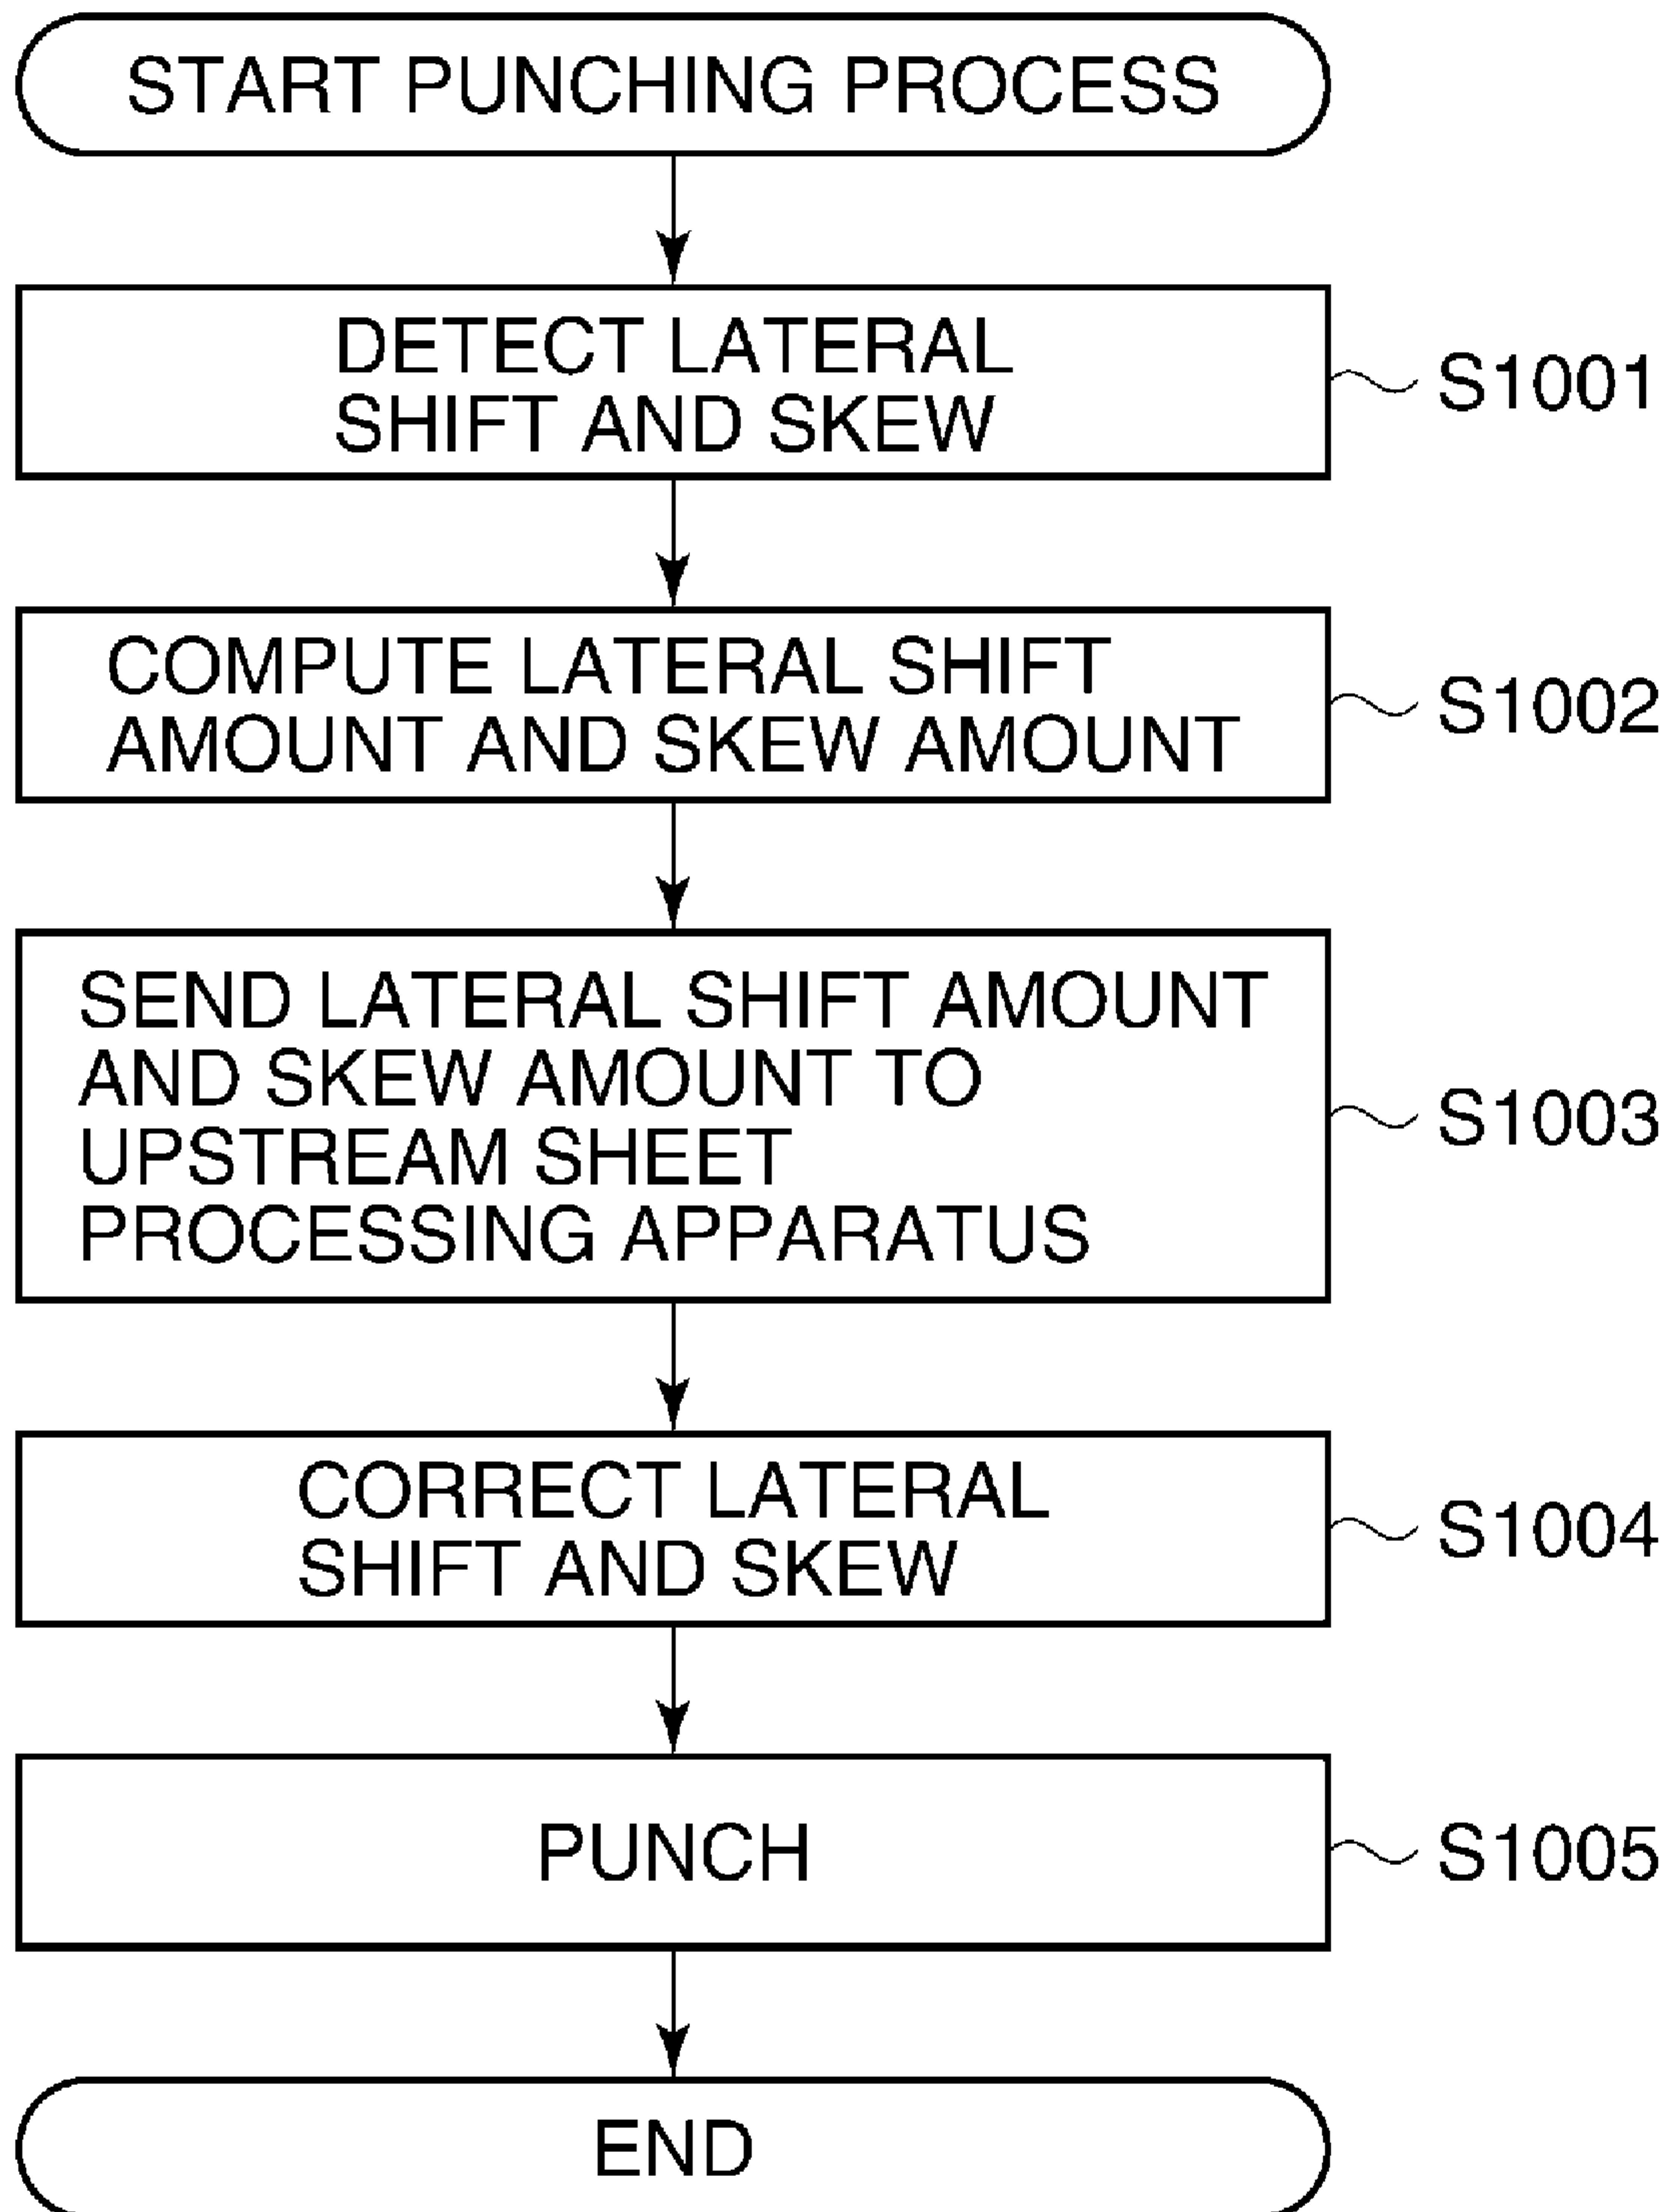 START PUNCHING PROCESS
DETECT LATERAL
SHIFT AND SKEW
S1001
COMPUTE LATERAL SHIFT
AMOUNT AND SKEW AMOUNT
S1002
SEND LATERAL SHIFT AMOUNT
AND SKEW AMOUNT TO
UPSTREAM SHEET
PROCESSING APPARATUS
S1003
CORRECT LATERAL
SHIFT AND SKEW
S1004
PUNCH
S1005
END